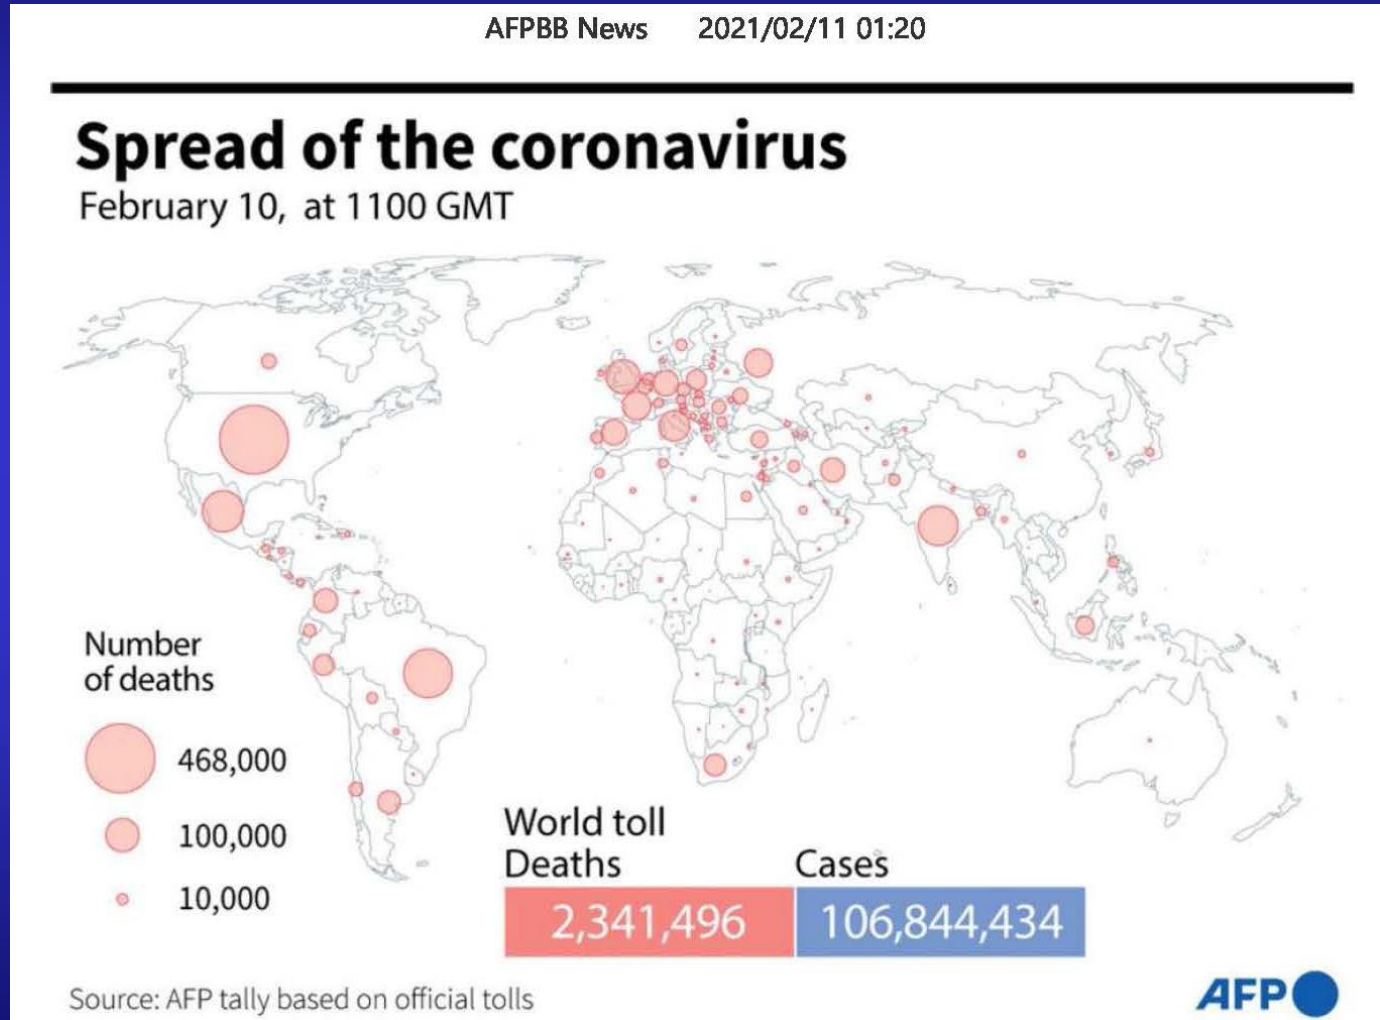 AFPBB News 2021/02/11 01:20
Spread of the coronavirus
February 10, at 1100 GMT
Number
of deaths
468,000
100,000
10,000
World toll
Deaths
Cases
2,341,496
106,844,434
Source: AFP tally based on official tolls
AFP